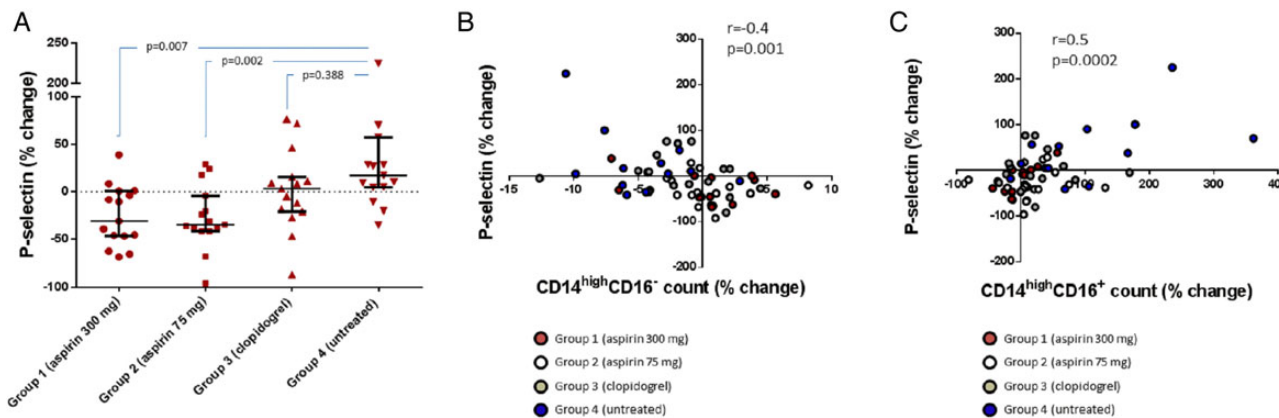 A
P-selectin (% change)
250
200
100
50
0
-50
-100
p=0.007
p=0.002
p=0.388
Group 1 (aspirin 300 mg)
Group 2 (aspirin 75 mg)
Group 3 (clopidogrel)
Group 4 (untreated)
B
r=-0.4
p=0.001
P-selectin (% change)
300
200
100
-100
-200
-15
-10
-5
5
10
CD14highCD16- count (% change)
Group 1 (aspirin 300 mg)
Group 2 (aspirin 75 mg)
Group 3 (clopidogrel)
Group 4 (untreated)
C
r=0.5
p=0.0002
P-selectin (% change)
300
200
100
-100
-200
-100
100
200
300
400
CD14highCD16+ count (% change)
Group 1 (aspirin 300 mg)
Group 2 (aspirin 75 mg)
Group 3 (clopidogrel)
Group 4 (untreated)